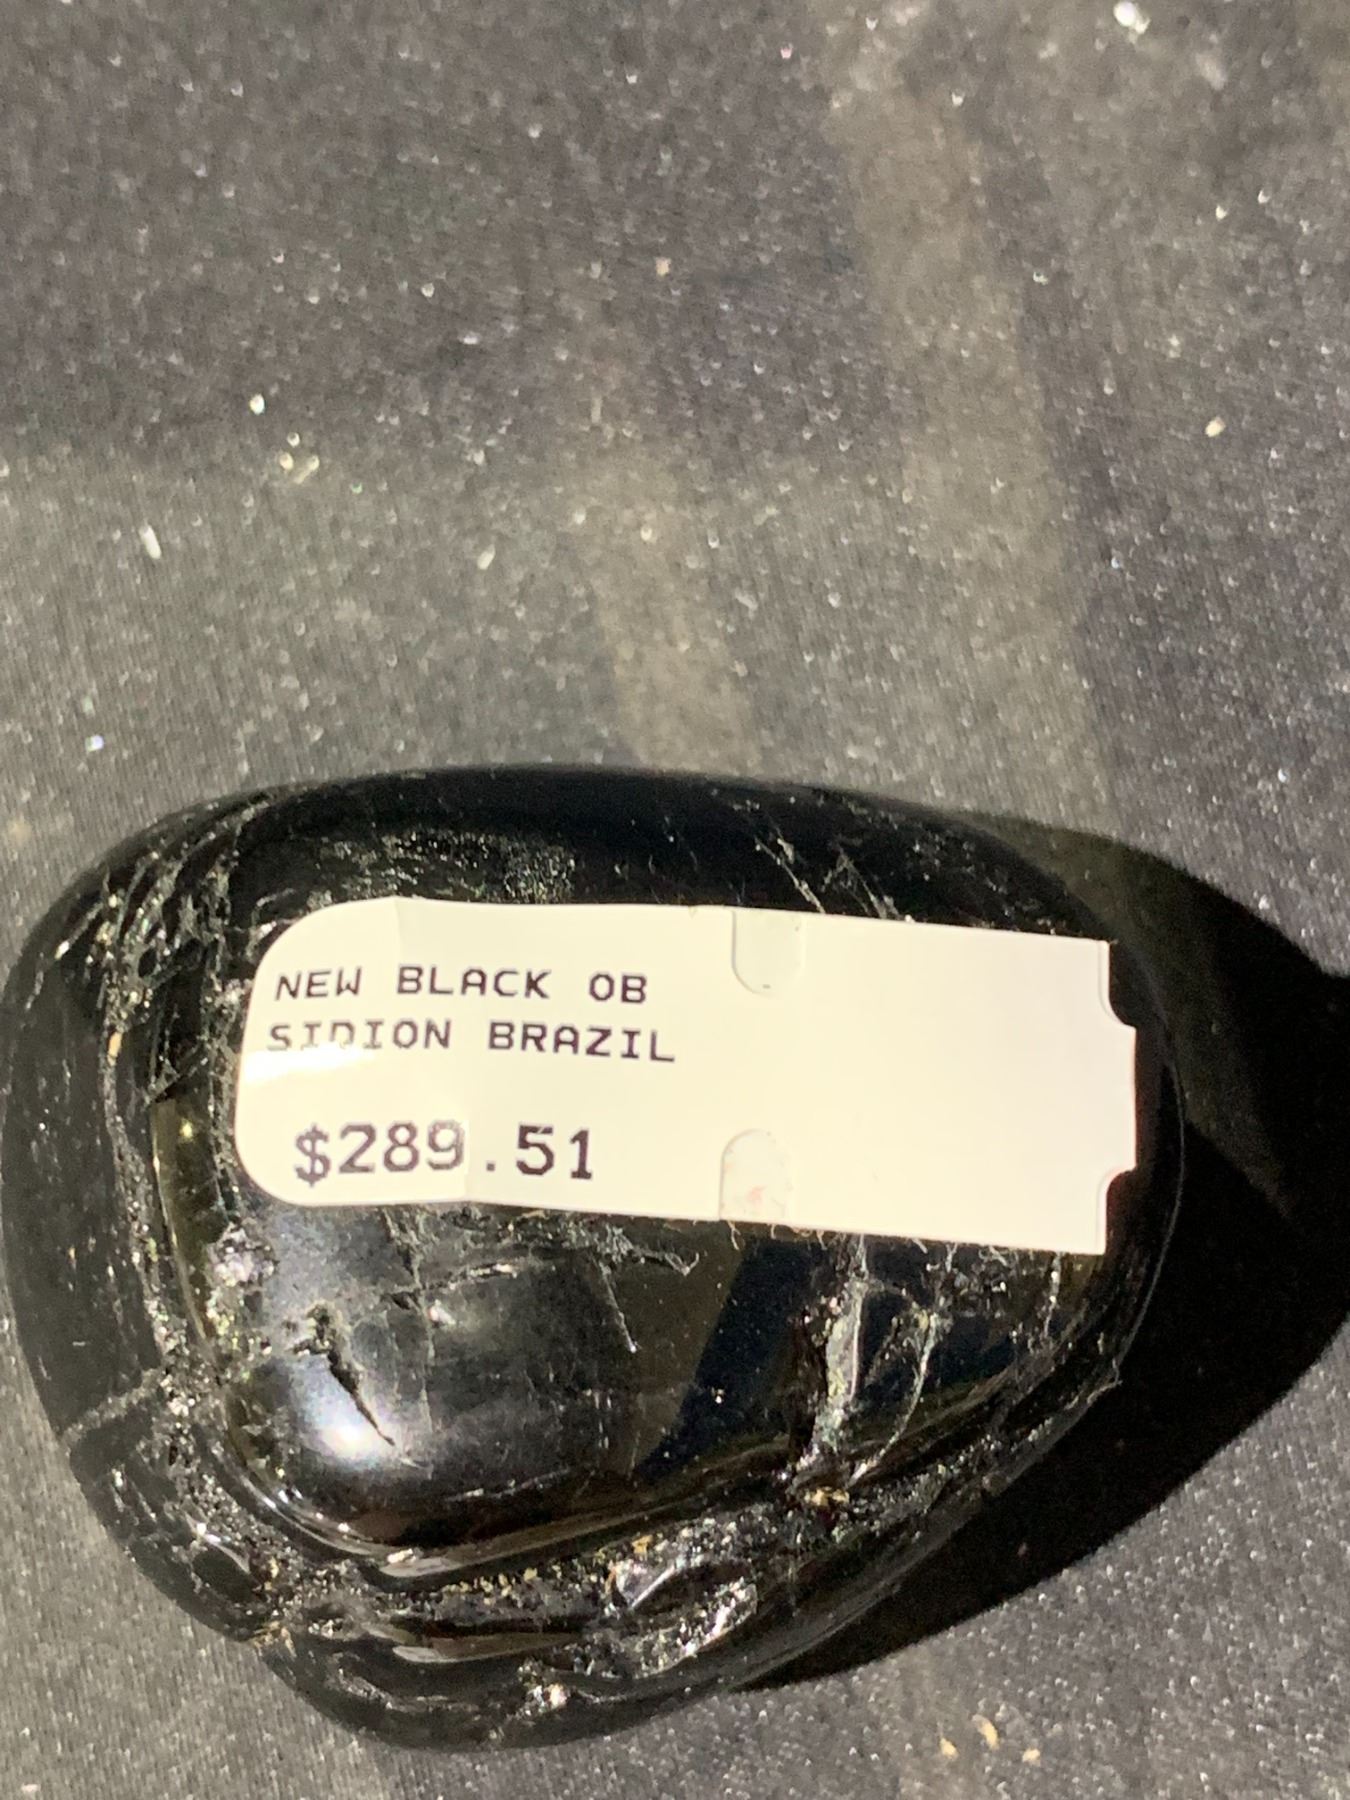 NEW BLACK OB
SIDION BRAZIL
$289.51